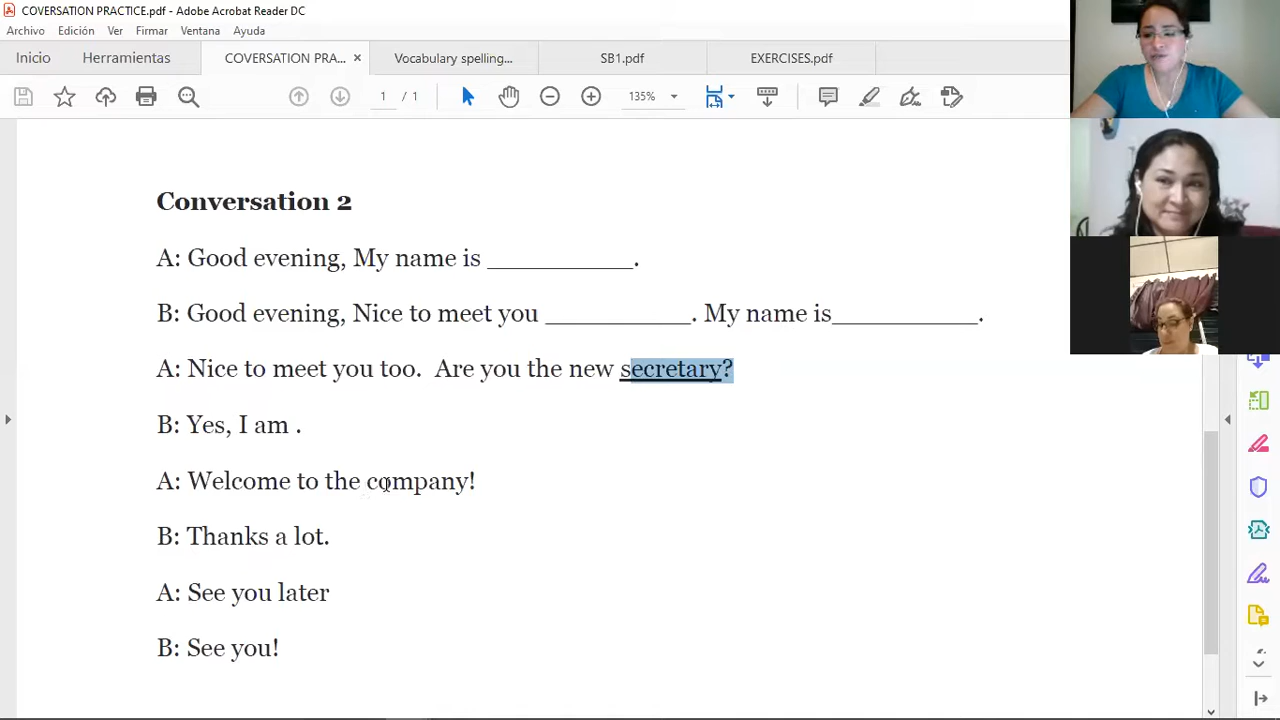 COVERSATION PRACTICE.pdf - Adobe Acrobat Reader DC
Archivo Edición Ver Firmar Ventana Ayuda
Inicio Herramientas COVERSATION PRA... × Vocabulary spelling... SB1.pdf EXERCISES.pdf
1 / 1 135%
Conversation 2
A: Good evening, My name is __________.
B: Good evening, Nice to meet you __________. My name is__________.
A: Nice to meet you too. Are you the new secretary?
B: Yes, I am .
A: Welcome to the company!
B: Thanks a lot.
A: See you later
B: See you!